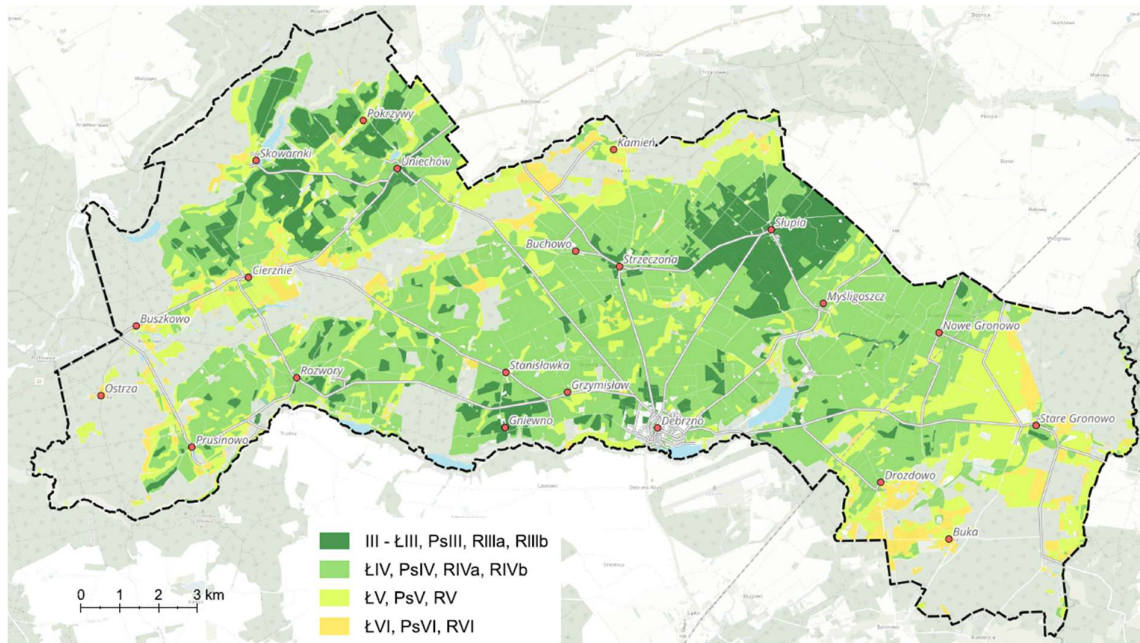 Pokrzywy
Skowarnki
Uniechów
Kamień
Słupia
Buchowo
Strzeczona
Cierznie
Myśligoszcz
Buszkowo
Nowe Gronowo
Rozwory
Stanisławka
Ostrza
Grzymisław
Gniewno
Debrzno
Stare Gronowo
Prusinowo
Drozdowo
Buka
III - ŁIII, PsIII, RIIIa, RIIIb
ŁIV, PsIV, RIVa, RIVb
ŁV, PsV, RV
ŁVI, PsVI, RVI
0 1 2 3 km